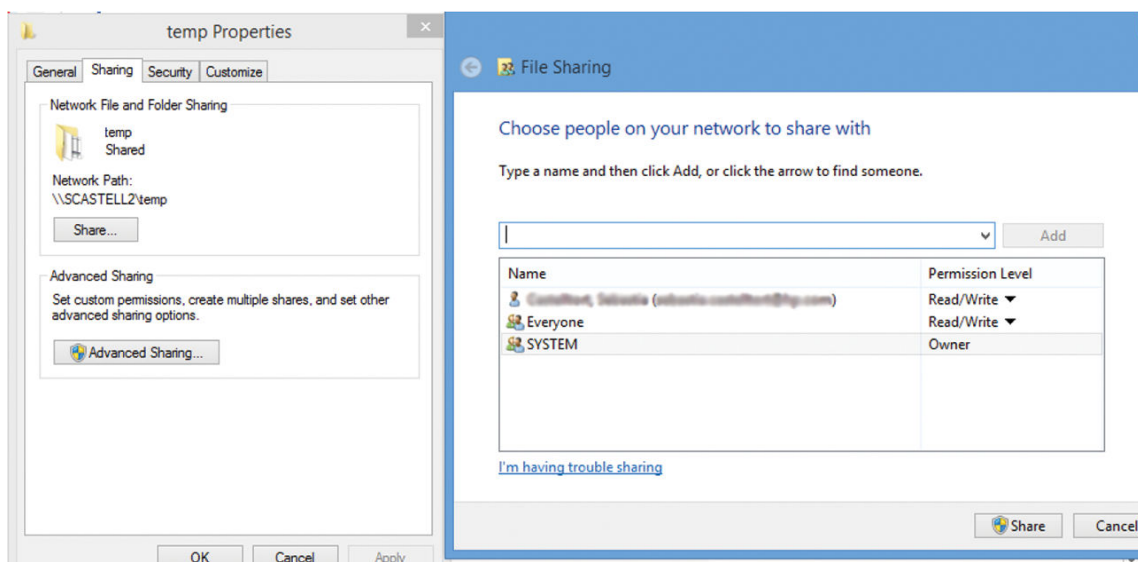 temp Properties
General Sharing Security Customize
Network File and Folder Sharing
temp
Shared
Network Path:
\\SCASTELL2\temp
Share...
Advanced Sharing
Set custom permissions, create multiple shares, and set other
advanced sharing options.
Advanced Sharing...
OK Cancel Apply
File Sharing
Choose people on your network to share with
Type a name and then click Add, or click the arrow to find someone.
Add
Name Permission Level
Read/Write
Everyone Read/Write
SYSTEM Owner
I'm having trouble sharing
Share Cancel